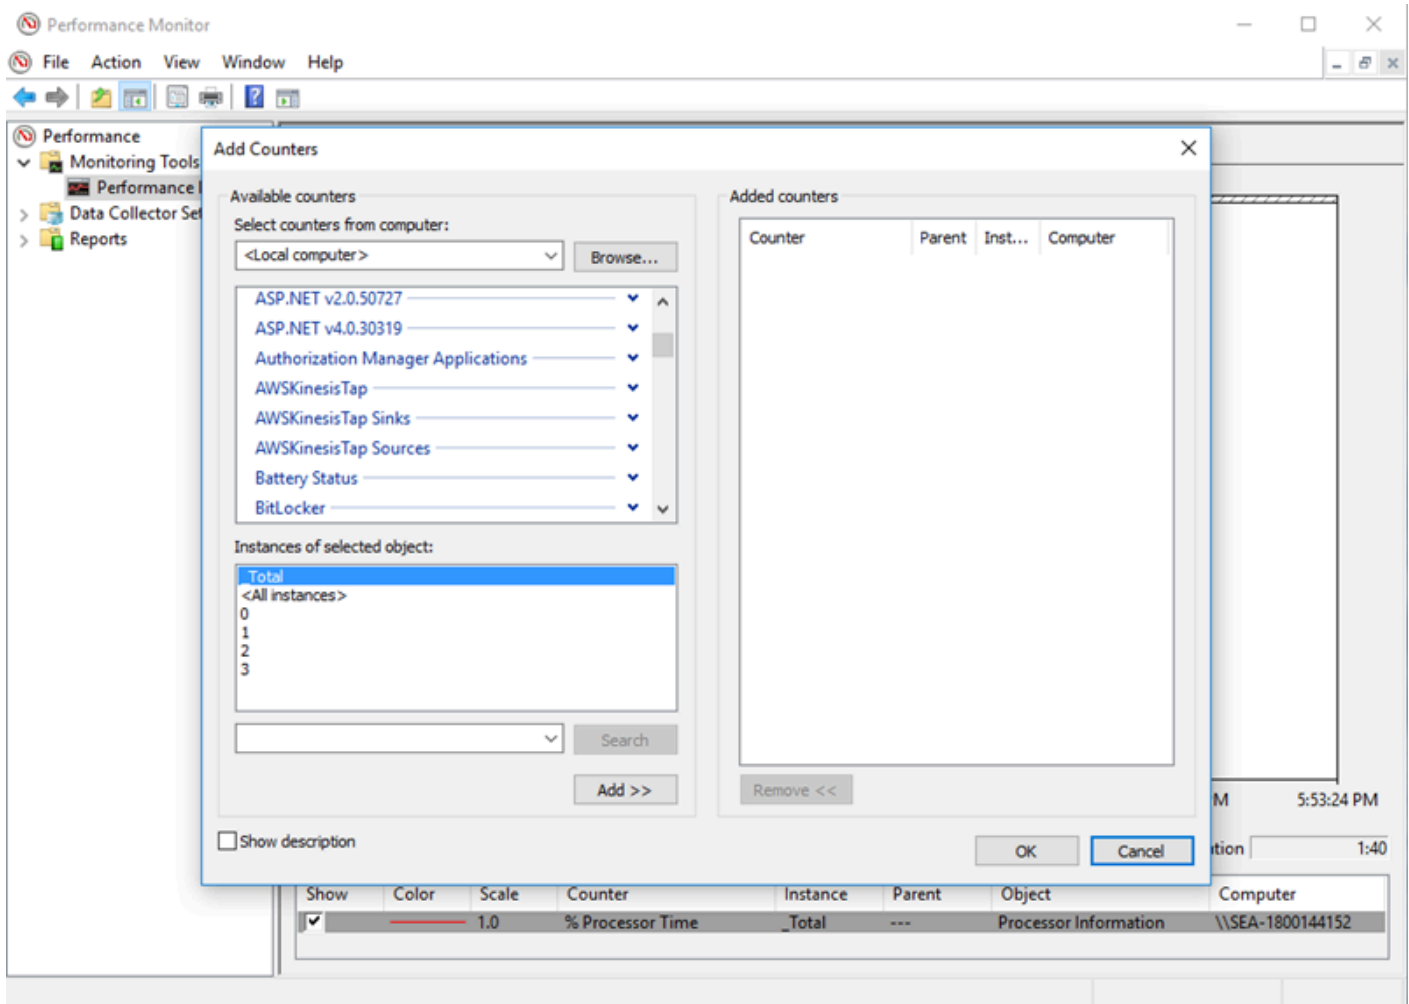 Performance Monitor
File Action View Window Help
Performance
Monitoring Tools
Performance
Data Collector Set
Reports
Add Counters
Available counters
Select counters from computer:
<Local computer>
Browse...
ASP.NET v2.0.50727
ASP.NET v4.0.30319
Authorization Manager Applications
AWSKinesisTap
AWSKinesisTap Sinks
AWSKinesisTap Sources
Battery Status
BitLocker
Instances of selected object:
_Total
<All instances>
0
1
2
3
Search
Add >>
Show description
Added counters
Counter Parent Inst... Computer
Remove <<
OK Cancel
M 5:53:24 PM
ation 1:40
Show Color Scale Counter Instance Parent Object Computer
1.0 % Processor Time _Total --- Processor Information \\SEA-1800144152